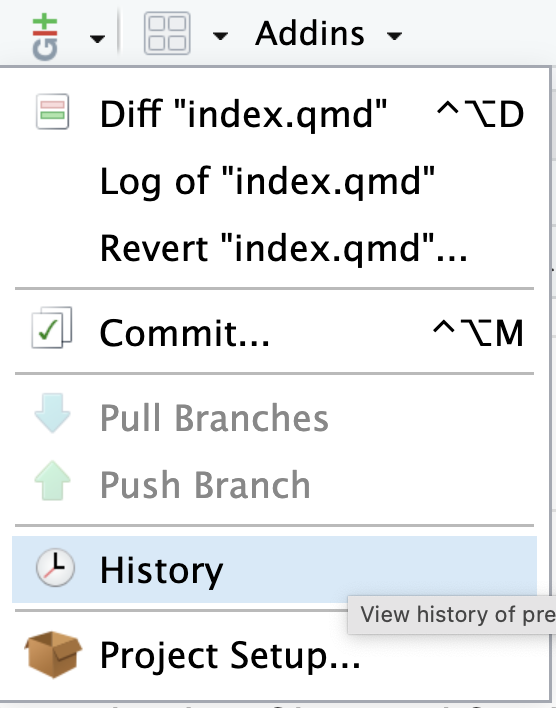 Git
Addins
Diff "index.qmd" ^⌥D
Log of "index.qmd"
Revert "index.qmd"...
Commit... ^⌥M
Pull Branches
Push Branch
History
View history of pre
Project Setup...